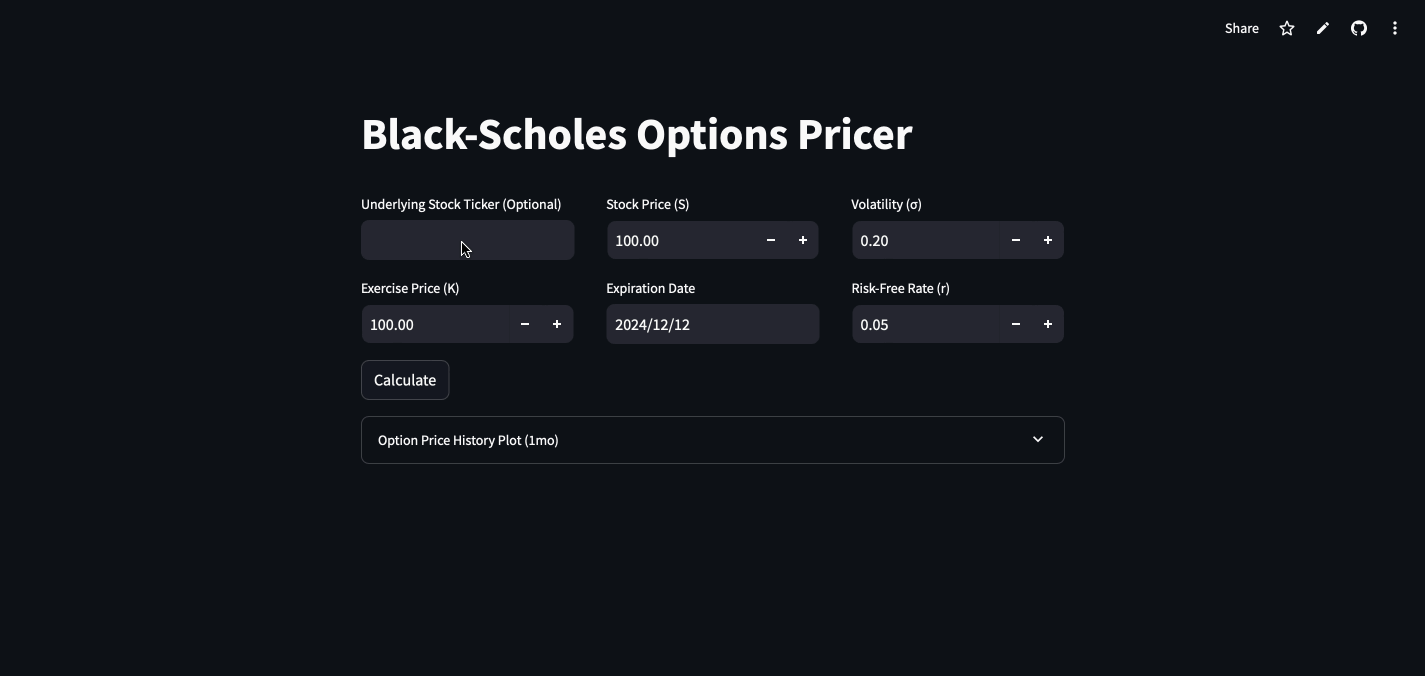 Share
Black-Scholes Options Pricer
Underlying Stock Ticker (Optional) Stock Price (S) Volatility (σ)
100.00 0.20
Exercise Price (K) Expiration Date Risk-Free Rate (r)
100.00 2024/12/12 0.05
Calculate
Option Price History Plot (1mo)